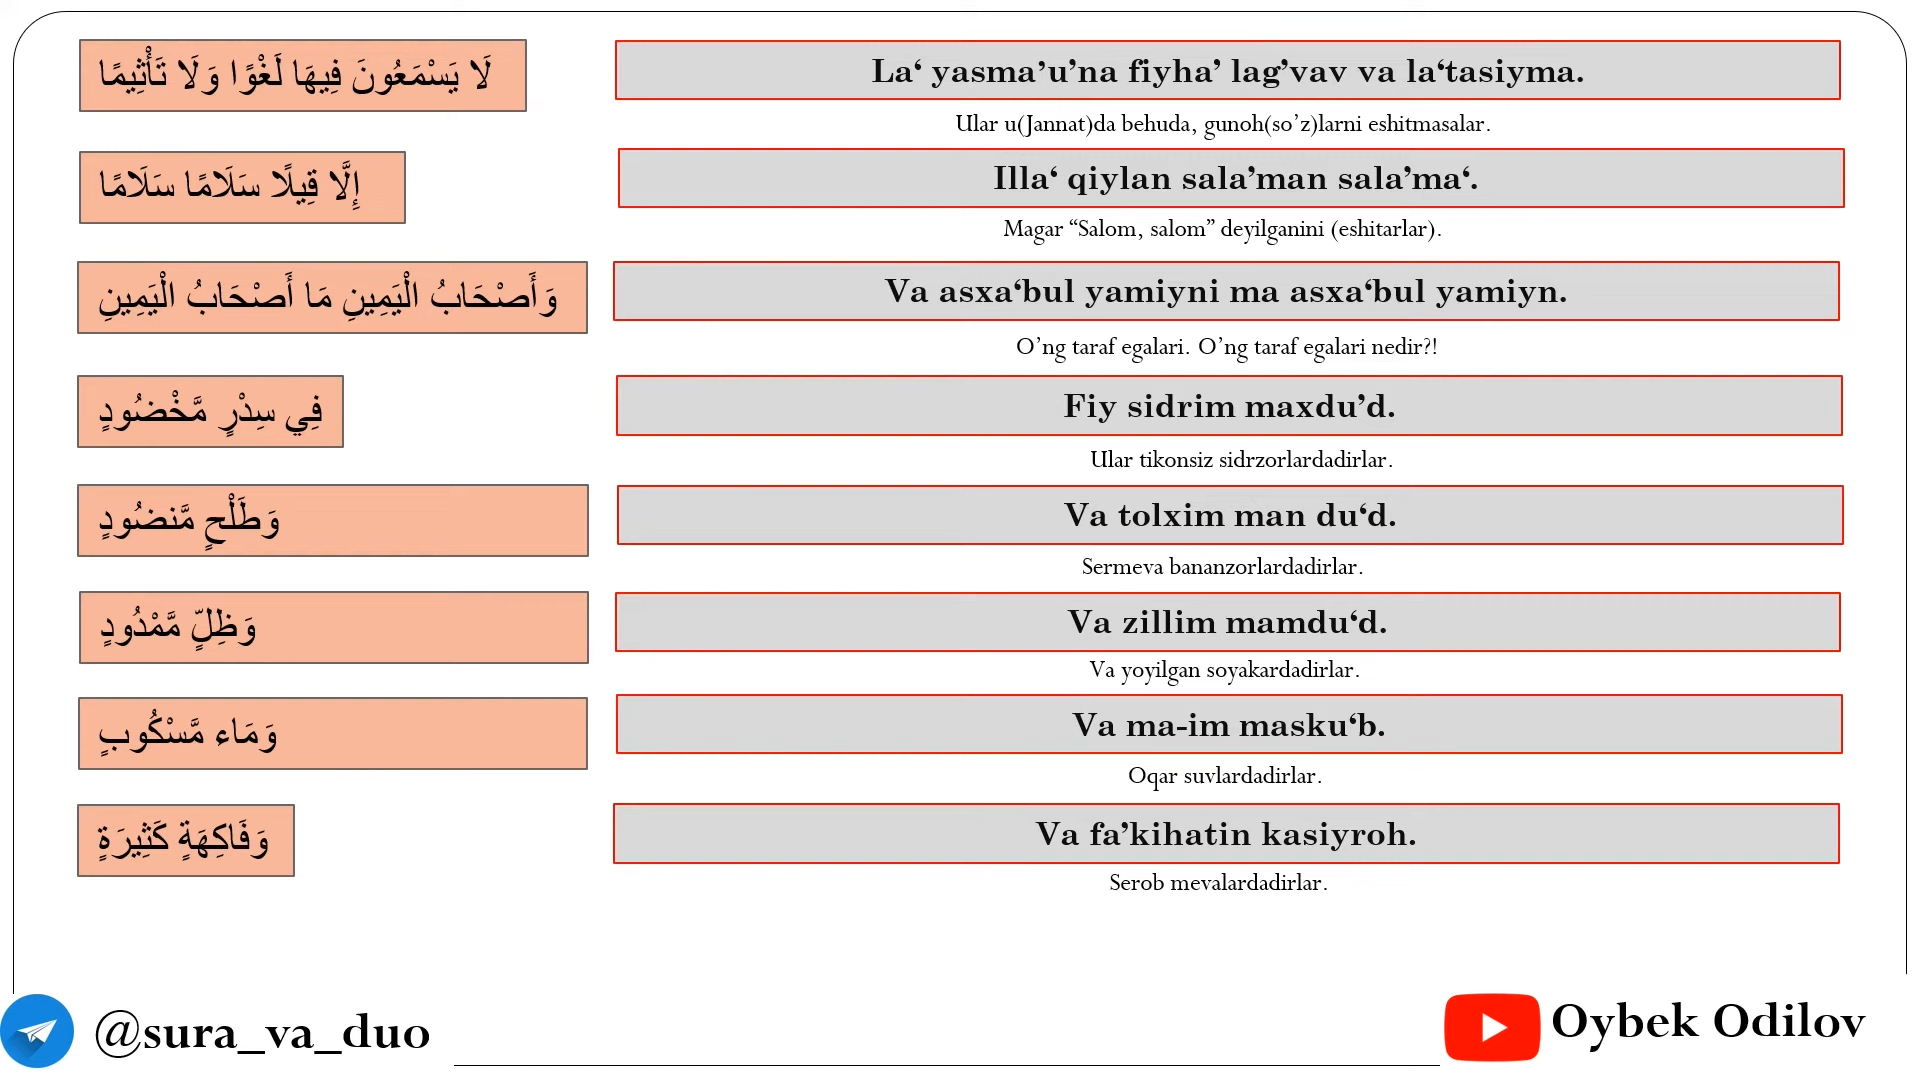 لَا يَسْمَعُونَ فِيهَا لَغْوًا وَلَا تَأْثِيمًا
La‘ yasma’u’na fiyha’ lag’vav va la‘tasiyma.
Ular u(Jannat)da behuda, gunoh(so’z)larni eshitmasalar.
إِلَّا قِيلًا سَلَامًا سَلَامًا
Illa‘ qiylan sala’man sala’ma‘.
Magar “Salom, salom” deyilganini (eshitarlar).
وَأَصْحَابُ الْيَمِينِ مَا أَصْحَابُ الْيَمِينِ
Va asxa‘bul yamiyni ma asxa‘bul yamiyn.
O’ng taraf egalari. O’ng taraf egalari nedir?!
فِي سِدْرٍ مَّخْضُودٍ
Fiy sidrim maxdu’d.
Ular tikonsiz sidrzorlardadirlar.
وَطَلْحٍ مَّنضُودٍ
Va tolxim man du‘d.
Sermeva bananzorlardadirlar.
وَظِلٍّ مَّمْدُودٍ
Va zillim mamdu‘d.
Va yoyilgan soyakardadirlar.
وَمَاء مَّسْكُوبٍ
Va ma-im masku‘b.
Oqar suvlardadirlar.
وَفَاكِهَةٍ كَثِيرَةٍ
Va fa’kihatin kasiyroh.
Serob mevalardadirlar.
@sura_va_duo
Oybek Odilov